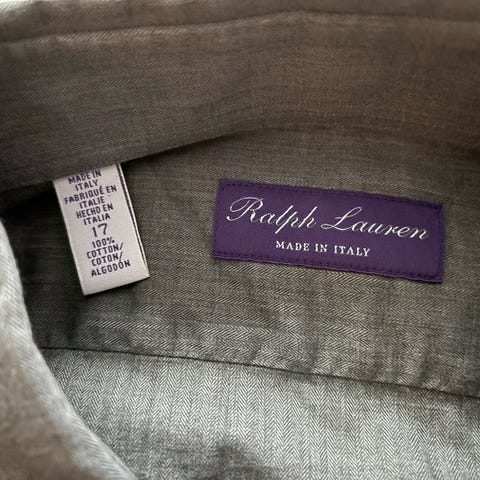 MADE IN
ITALY
FABRIQUÉ EN
ITALIE
HECHO EN
ITALIA
17
100%
COTTON/
COTON/
ALGODÓN
Ralph Lauren
MADE IN ITALY